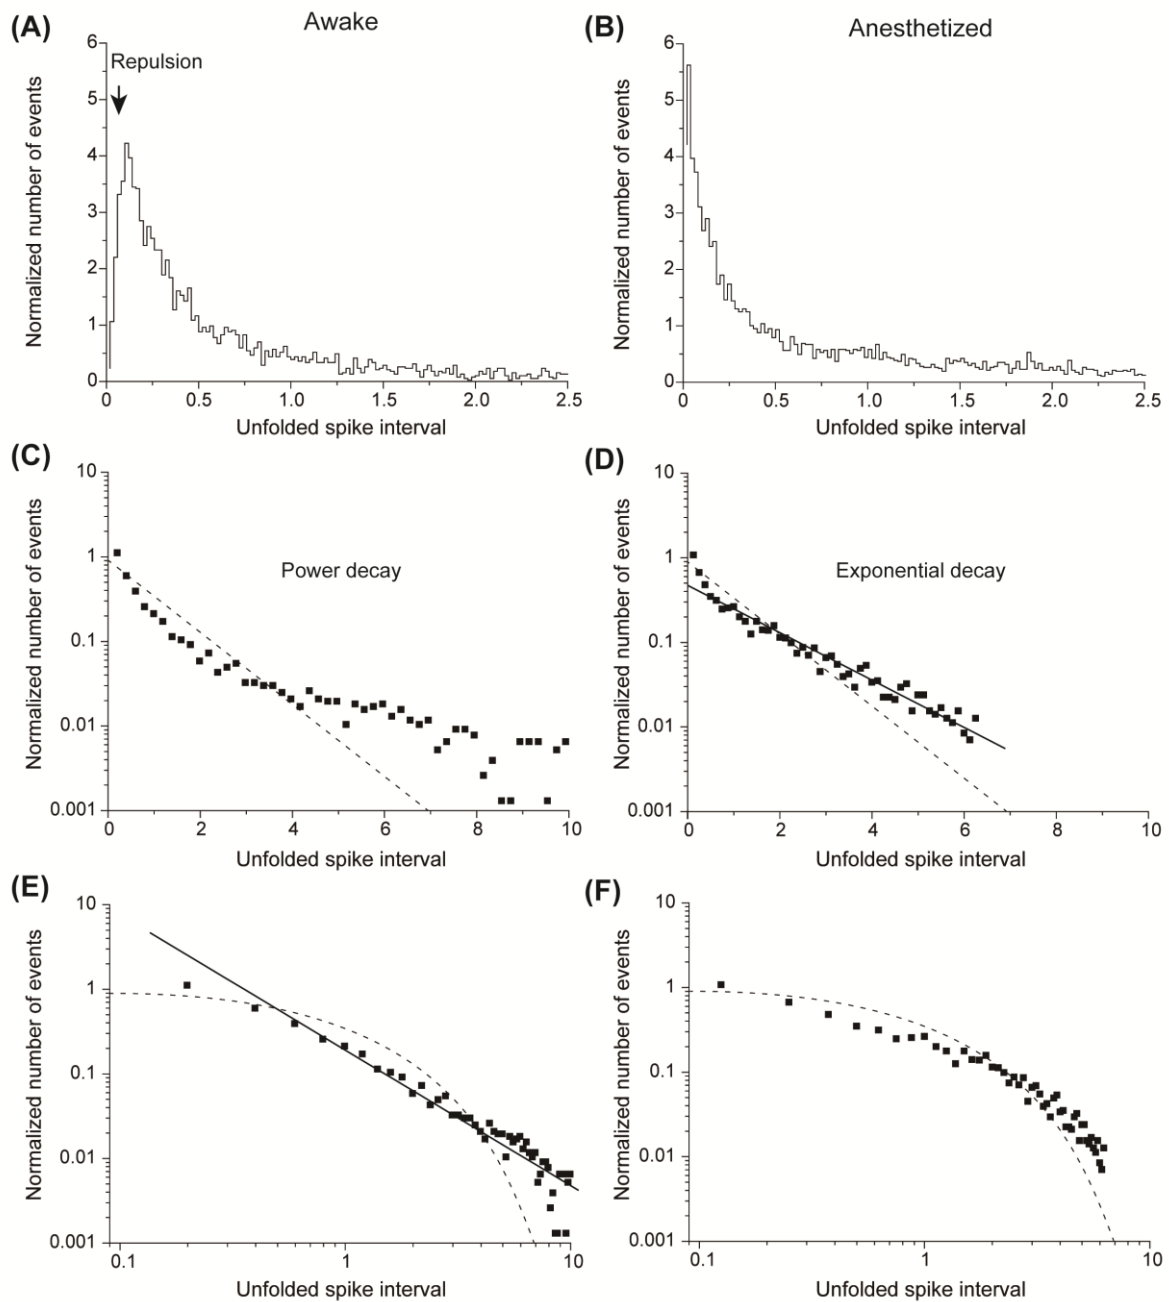 (A) Awake
Repulsion
Normalized number of events
6
5
4
3
2
1
0
0 0.5 1.0 1.5 2.0 2.5
Unfolded spike interval
(B) Anesthetized
Normalized number of events
6
5
4
3
2
1
0
0 0.5 1.0 1.5 2.0 2.5
Unfolded spike interval
(C)
Power decay
Normalized number of events
10
1
0.1
0.01
0.001
0 2 4 6 8 10
Unfolded spike interval
(D)
Exponential decay
Normalized number of events
10
1
0.1
0.01
0.001
0 2 4 6 8 10
Unfolded spike interval
(E)
Normalized number of events
10
1
0.1
0.01
0.001
0.1 1 10
Unfolded spike interval
(F)
Normalized number of events
10
1
0.1
0.01
0.001
0.1 1 10
Unfolded spike interval